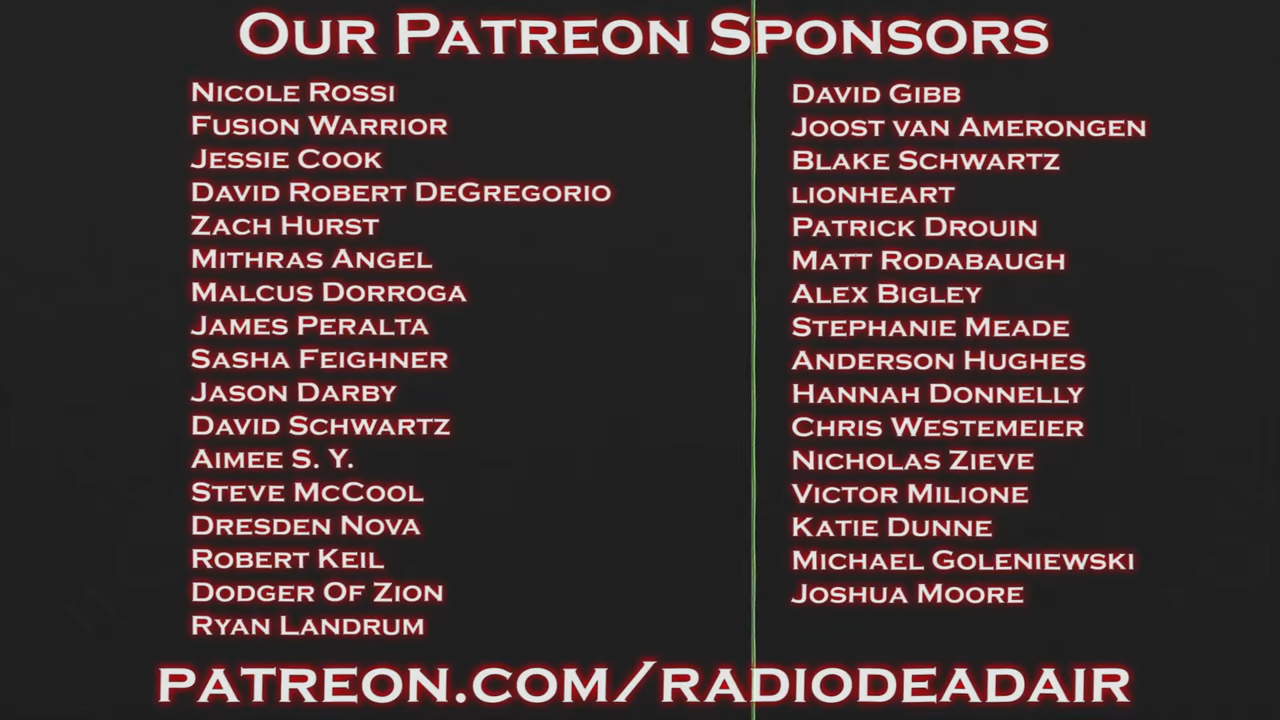 Our Patreon Sponsors
Nicole Rossi
Fusion Warrior
Jessie Cook
David Robert DeGregorio
Zach Hurst
Mithras Angel
Malcus Dorroga
James Peralta
Sasha Feighner
Jason Darby
David Schwartz
Aimee S. Y.
Steve McCool
Dresden Nova
Robert Keil
Dodger Of Zion
Ryan Landrum
David Gibb
Joost van Amerongen
Blake Schwartz
lionheart
Patrick Drouin
Matt Rodabaugh
Alex Bigley
Stephanie Meade
Anderson Hughes
Hannah Donnelly
Chris Westemeier
Nicholas Zieve
Victor Milione
Katie Dunne
Michael Goleniewski
Joshua Moore
patreon.com/radiodeadair